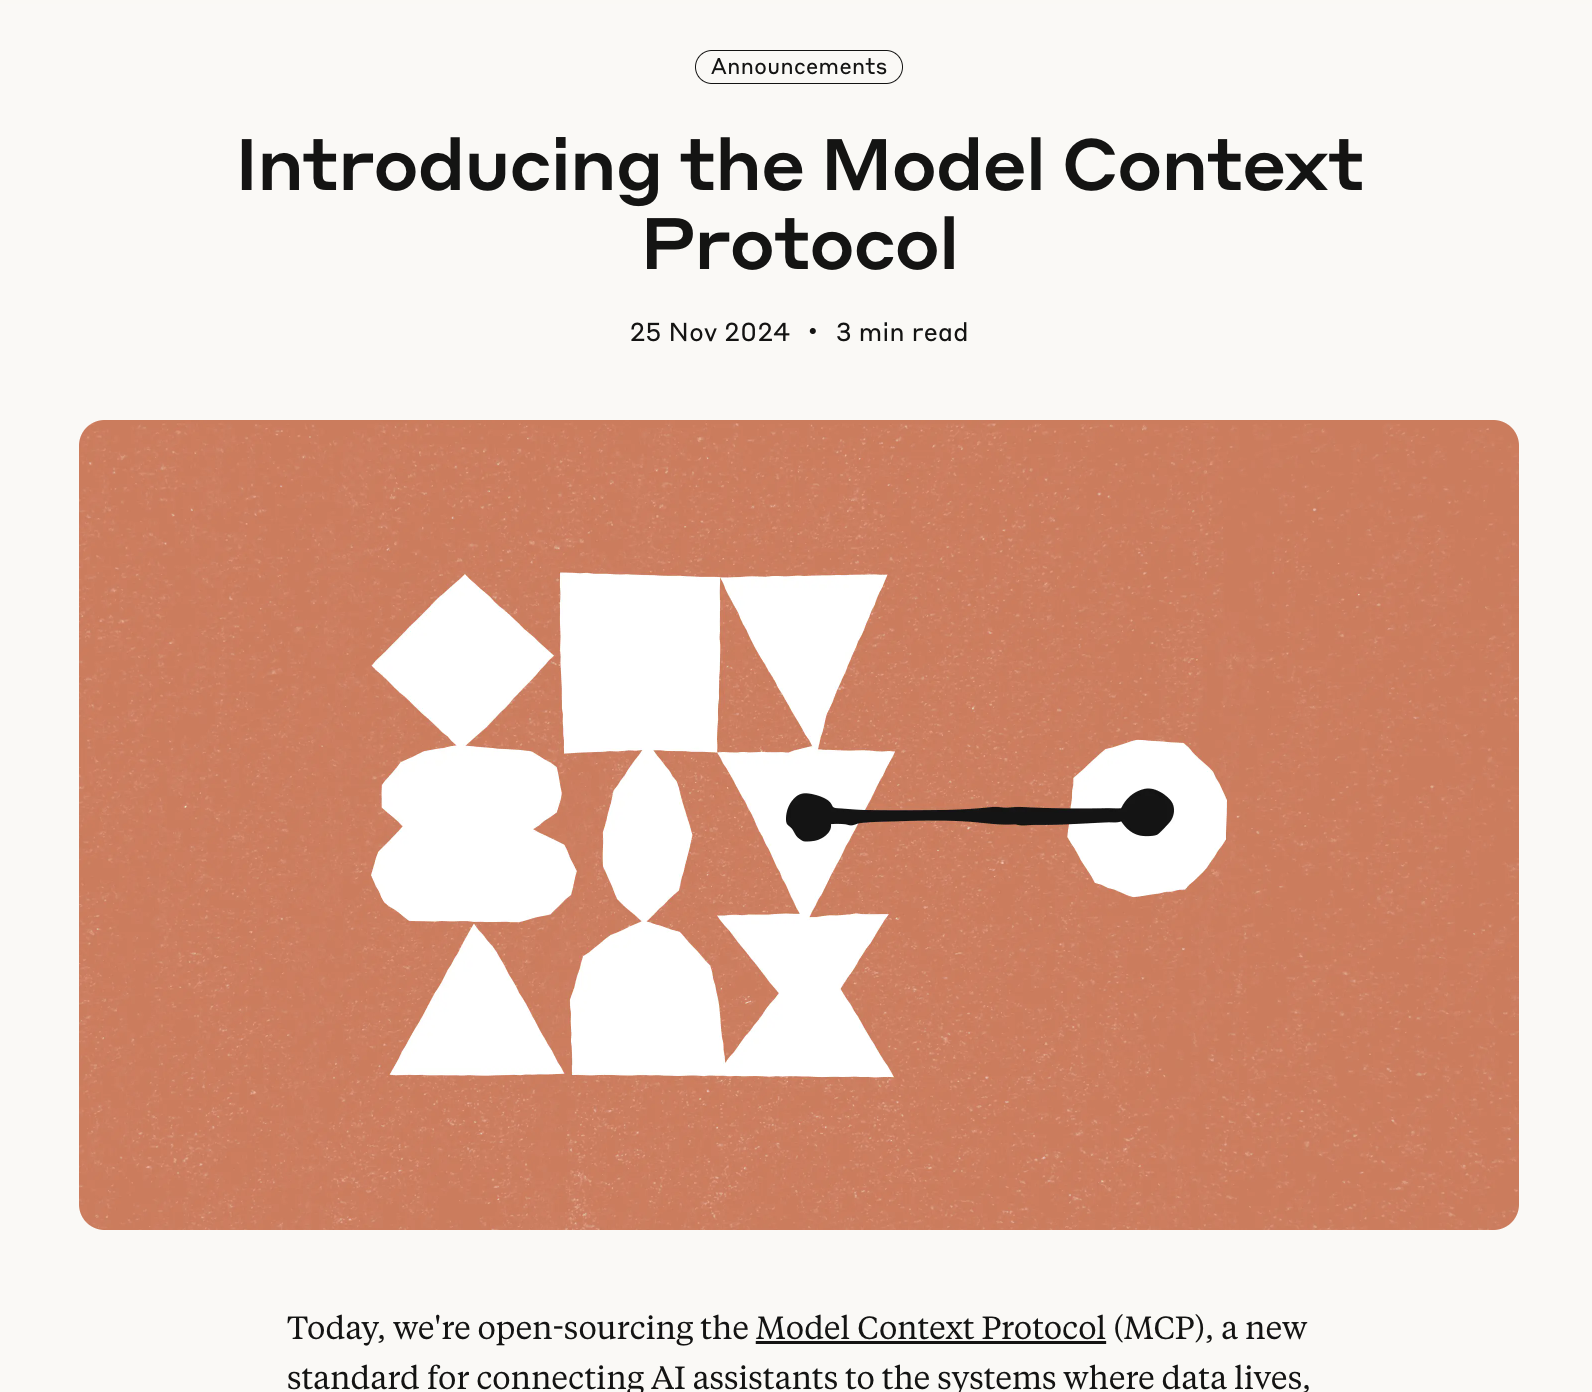 Announcements
Introducing the Model Context
Protocol
25 Nov 2024 • 3 min read
Today, we're open-sourcing the Model Context Protocol (MCP), a new
standard for connecting AI assistants to the systems where data lives,